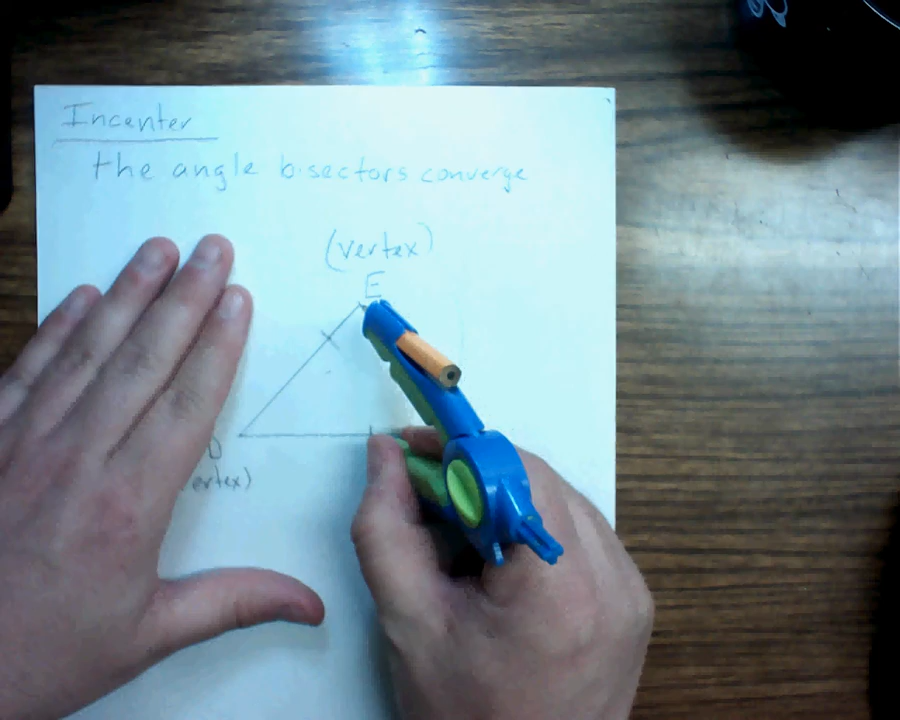 Incenter
the angle bisectors converge
(vertex)
E
D